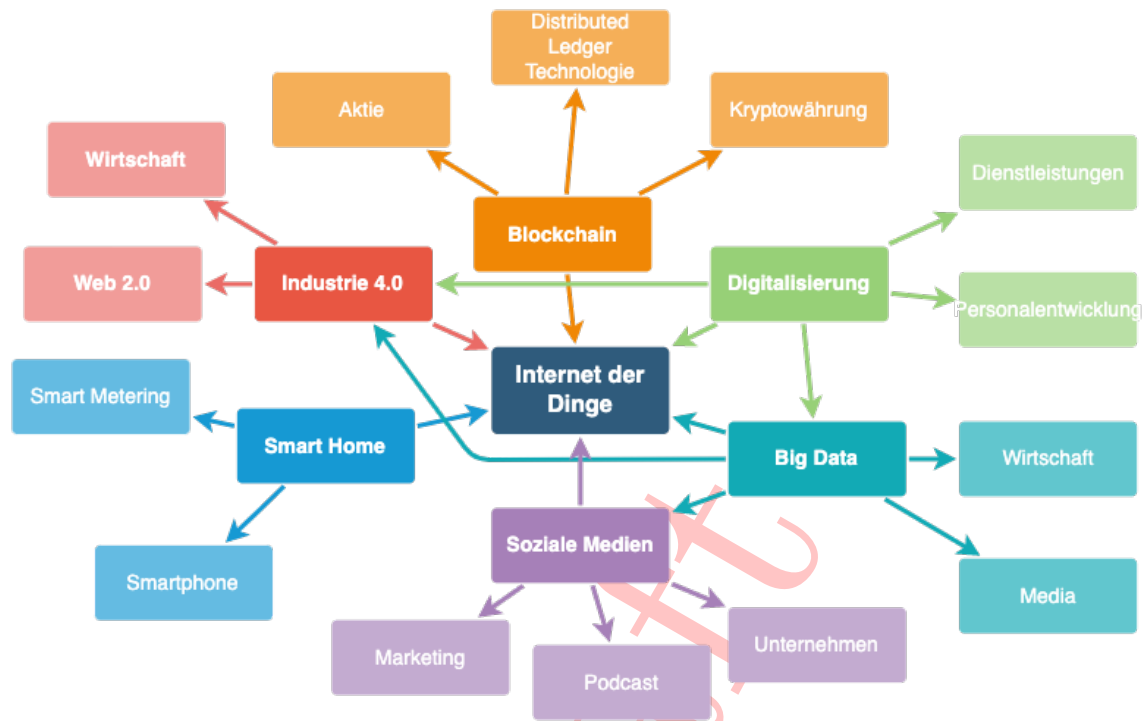 Distributed
Ledger
Technologie
Aktie
Kryptowährung
Wirtschaft
Dienstleistungen
Blockchain
Web 2.0
Industrie 4.0
Digitalisierung
Personalentwicklung
Internet der
Dinge
Smart Metering
Smart Home
Big Data
Wirtschaft
Soziale Medien
Smartphone
Media
Marketing
Unternehmen
Podcast